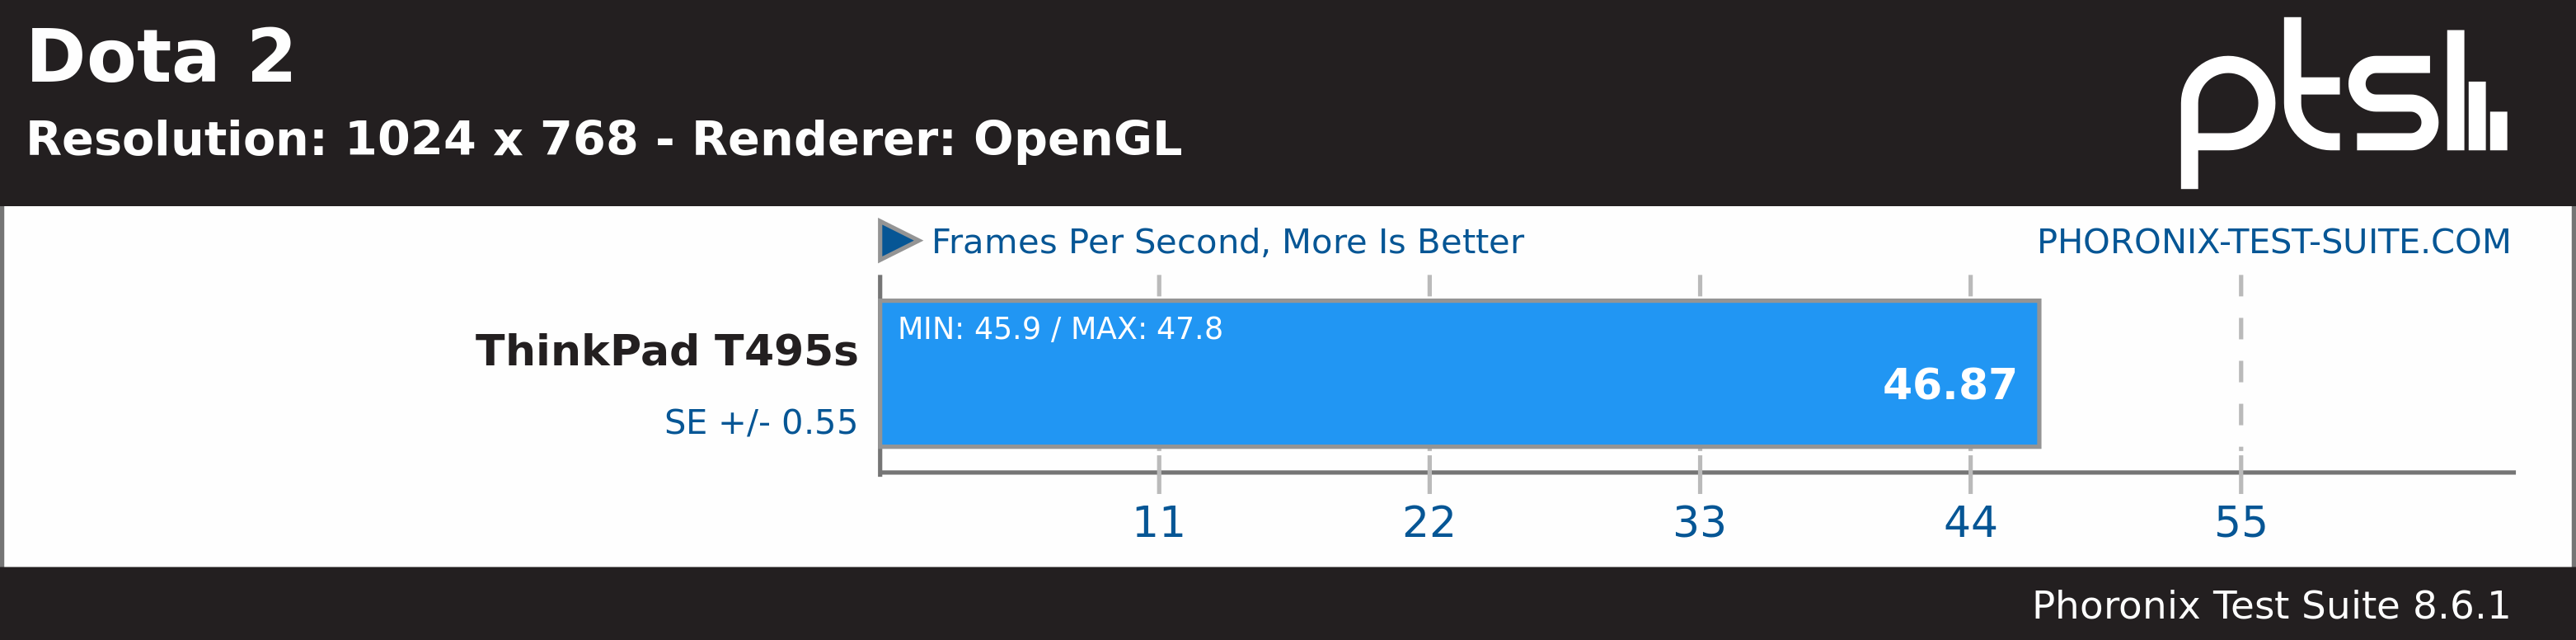 Dota 2
Resolution: 1024 x 768 - Renderer: OpenGL
ptsl
Frames Per Second, More Is Better
PHORONIX-TEST-SUITE.COM
ThinkPad T495s
SE +/- 0.55
MIN: 45.9 / MAX: 47.8
46.87
11
22
33
44
55
Phoronix Test Suite 8.6.1